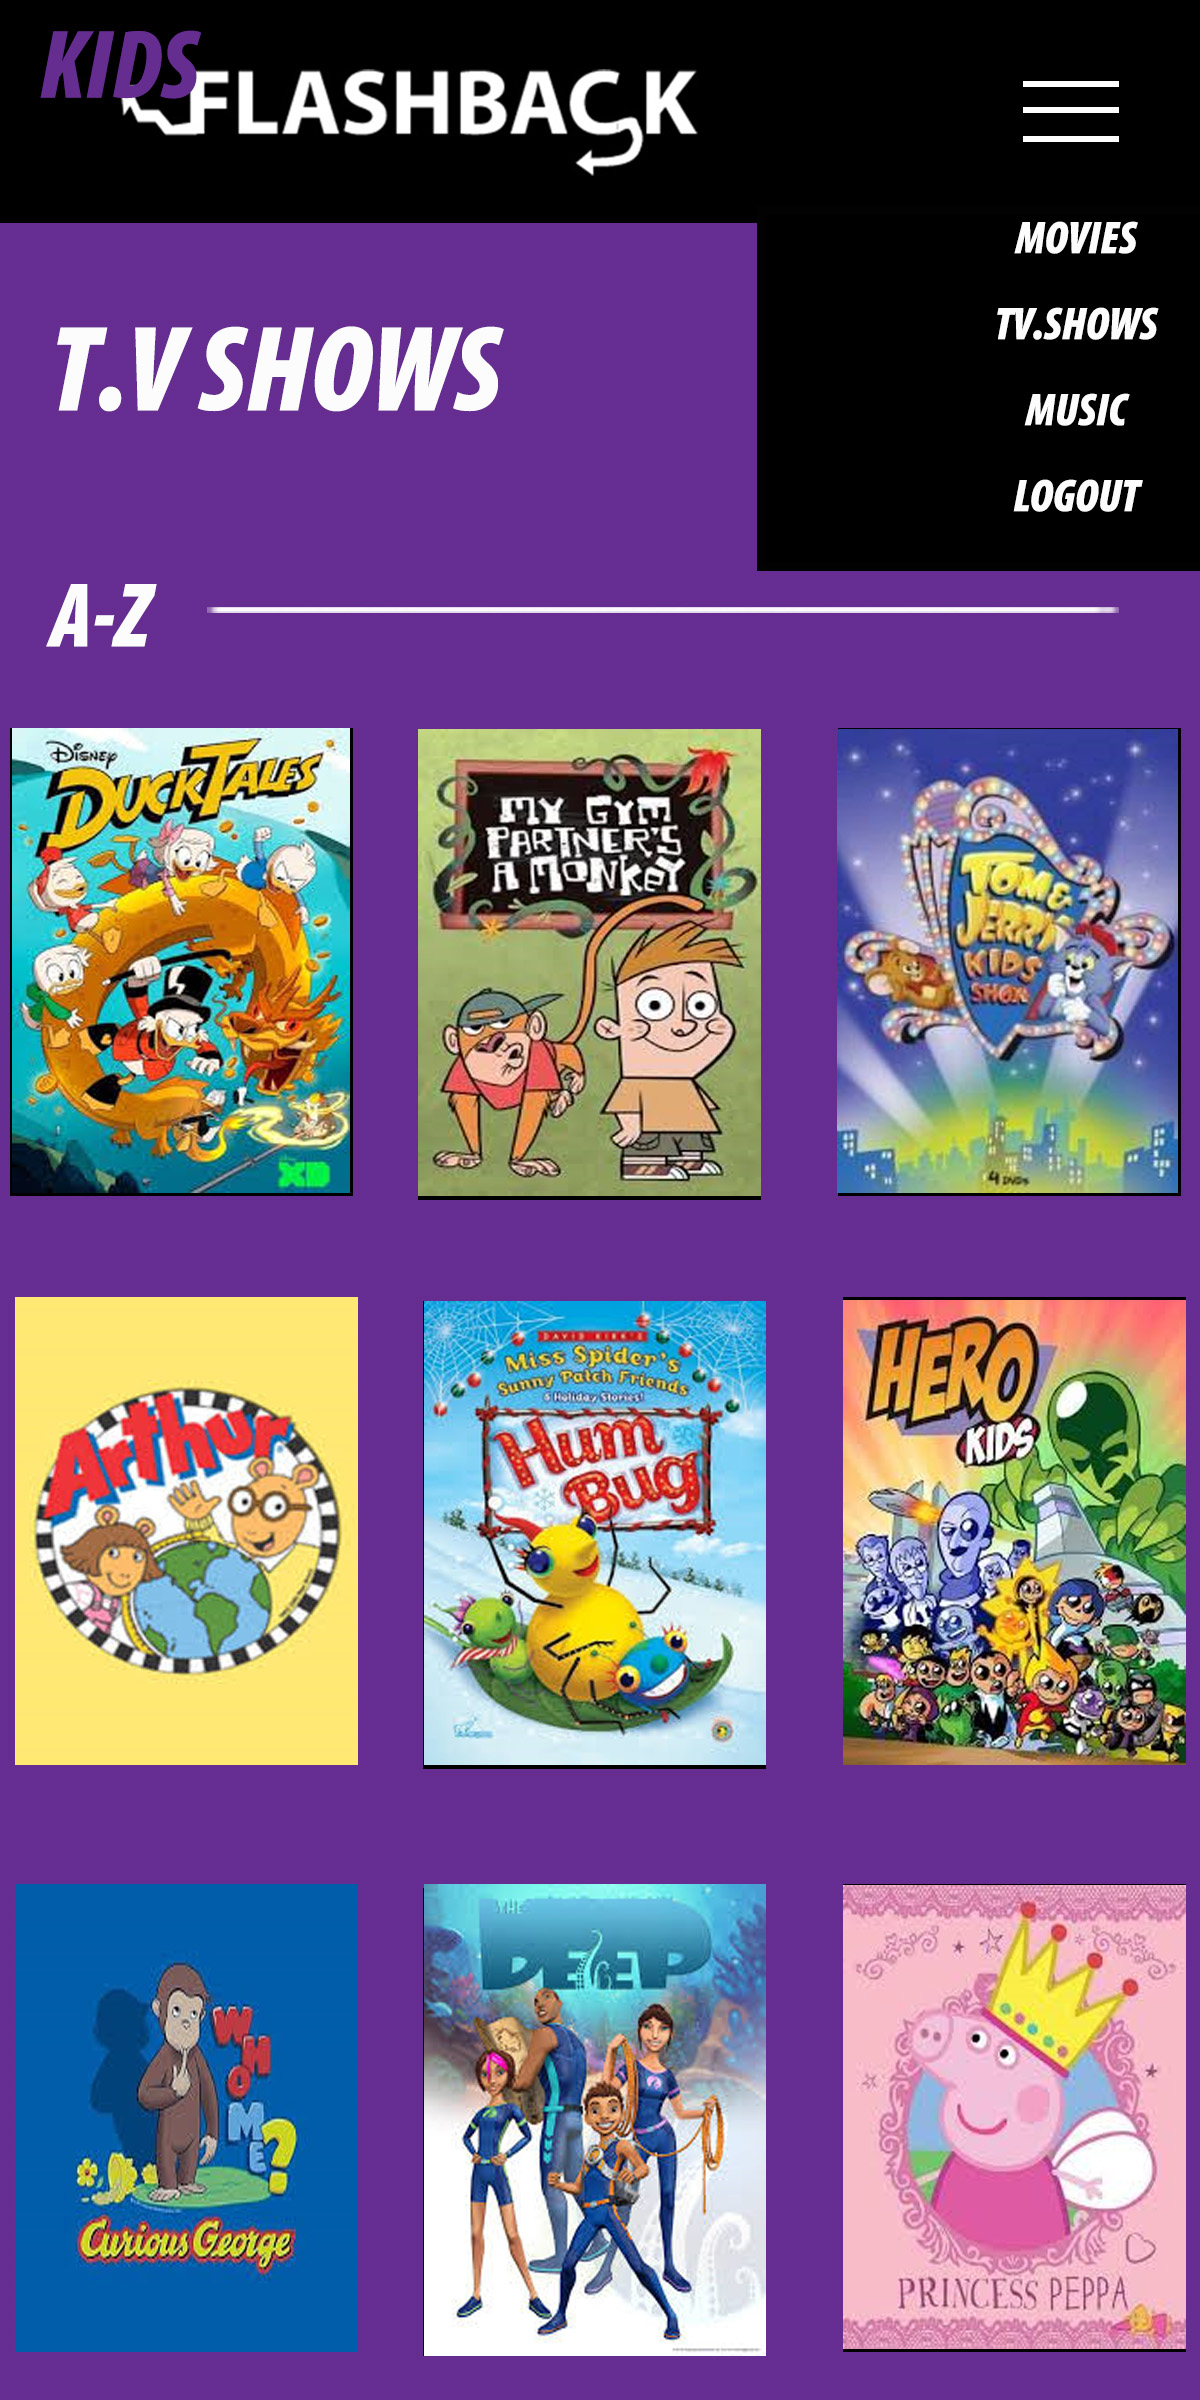 KIDS
FLASHBACK
MOVIES
TV.SHOWS
MUSIC
LOGOUT
T.V SHOWS
A-Z
DISNEY
DUCKTALES
XD
MY GYM
PARTNER'S
A MONKEY
TOM &
JERRY
KIDS
SHOW
4 DVDs
Arthur
DAVID KIRK'S
Miss Spider's
Sunny Patch Friends
6 Holiday Stories!
Hum
Bug
HERO
KIDS
WHO
ME?
Curious George
THE
DEEP
PRINCESS PEPPA